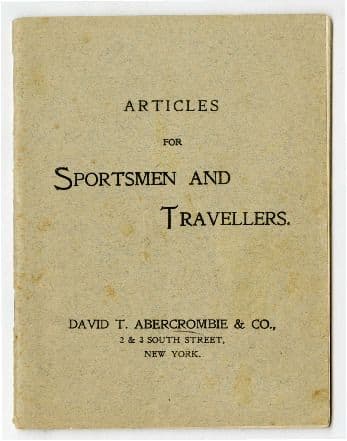 ARTICLES
FOR
SPORTSMEN AND
TRAVELLERS.
DAVID T. ABERCROMBIE & CO.,
2 & 3 SOUTH STREET,
NEW YORK.